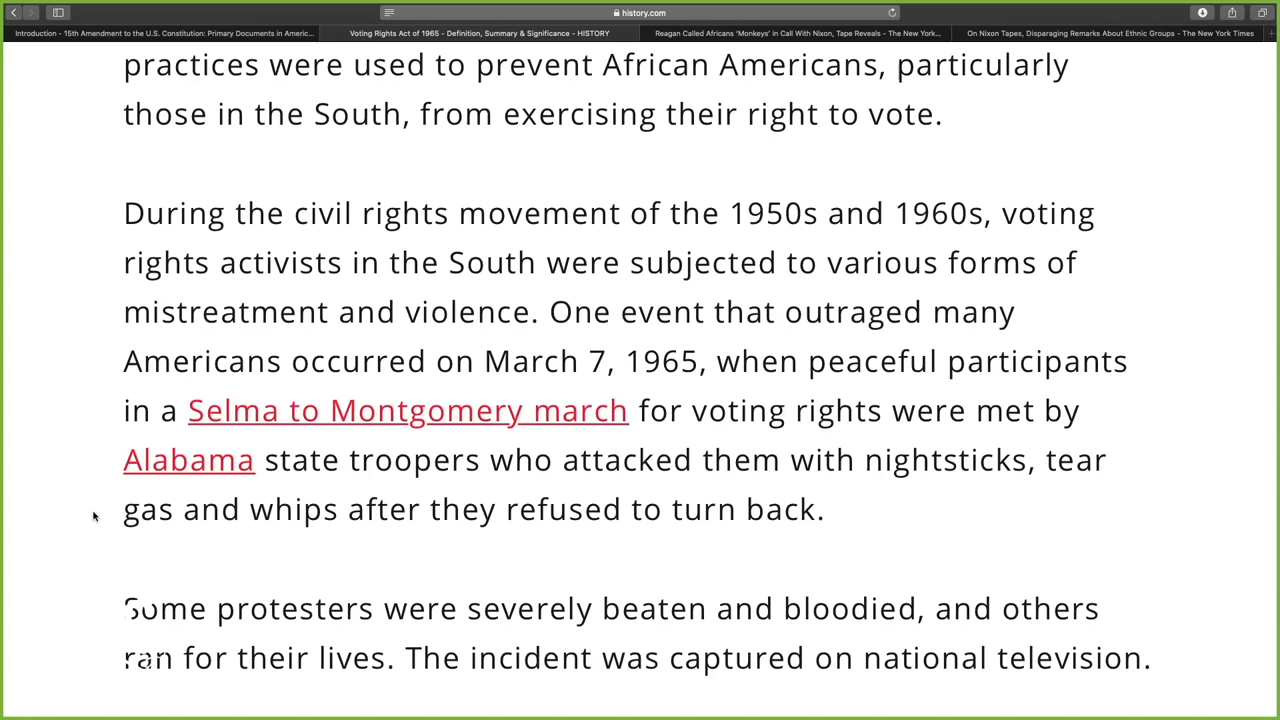 history.com
Introduction - 15th Amendment to the U.S. Constitution: Primary Documents in Americ...
Voting Rights Act of 1965 - Definition, Summary & Significance - HISTORY
Reagan Called Africans ‘Monkeys’ in Call With Nixon, Tape Reveals - The New York...
On Nixon Tapes, Disparaging Remarks About Ethnic Groups - The New York Times
practices were used to prevent African Americans, particularly
those in the South, from exercising their right to vote.
During the civil rights movement of the 1950s and 1960s, voting
rights activists in the South were subjected to various forms of
mistreatment and violence. One event that outraged many
Americans occurred on March 7, 1965, when peaceful participants
in a Selma to Montgomery march for voting rights were met by
Alabama state troopers who attacked them with nightsticks, tear
gas and whips after they refused to turn back.
Some protesters were severely beaten and bloodied, and others
ran for their lives. The incident was captured on national television.